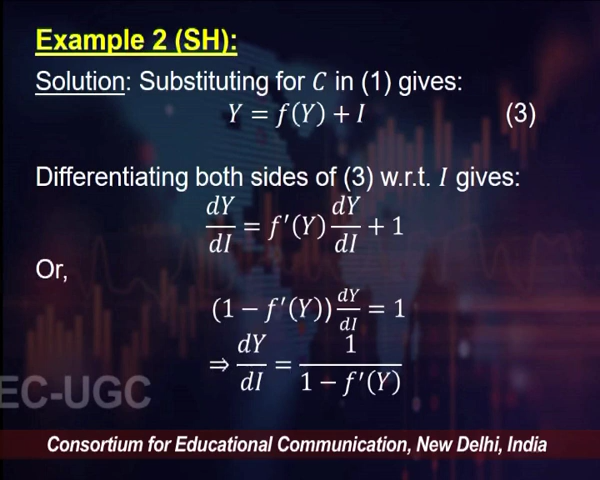 Example 2 (SH):
Solution: Substituting for C in (1) gives:
Y = f(Y) + I (3)
Differentiating both sides of (3) w.r.t. I gives:
dY/dI = f′(Y) dY/dI + 1
Or,
(1 − f′(Y)) dY/dI = 1
⇒ dY/dI = 1/(1 − f′(Y))
EC-UGC
Consortium for Educational Communication, New Delhi, India